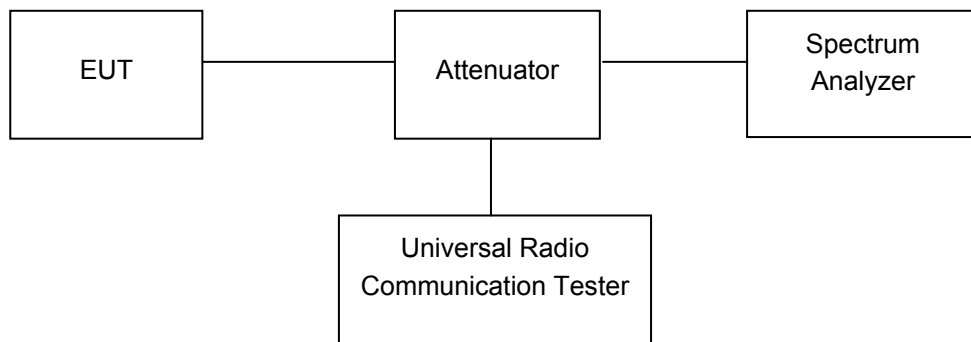 EUT
Attenuator
Spectrum
Analyzer
Universal Radio
Communication Tester